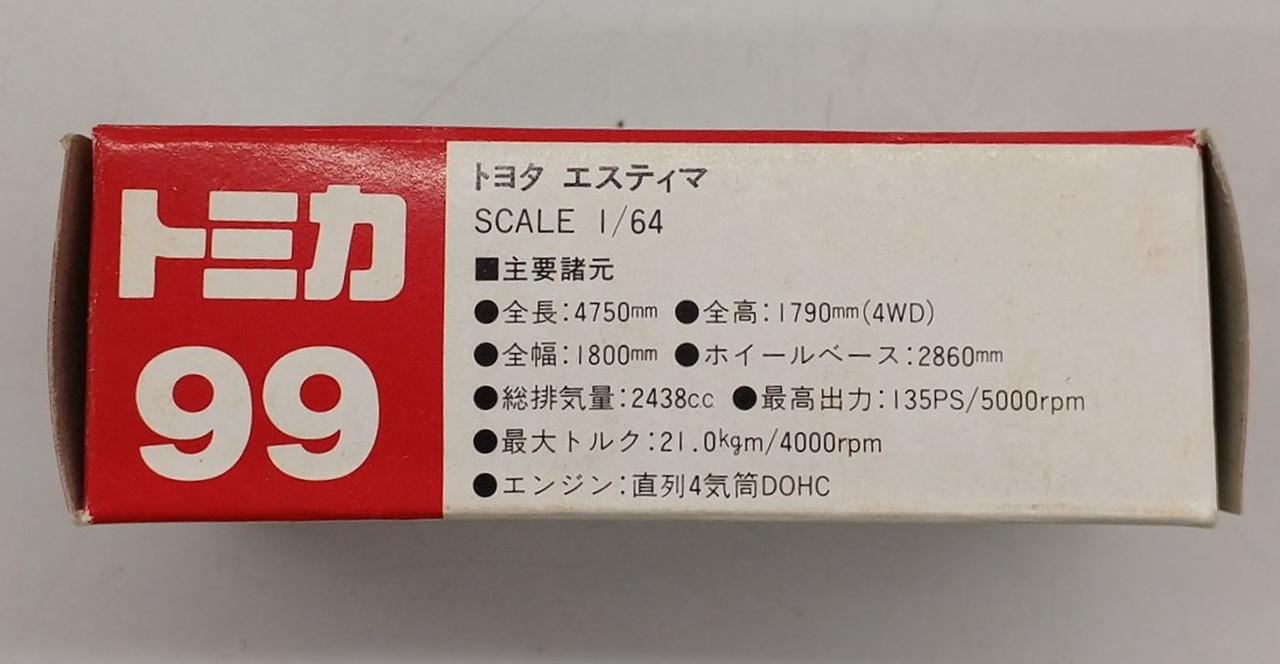 トミカ
99
トヨタ エスティマ
SCALE 1/64
■主要諸元
●全長:4750mm ●全高:1790mm(4WD)
●全幅:1800mm ●ホイールベース:2860mm
●総排気量:2438c.c. ●最高出力:135PS/5000rpm
●最大トルク:21.0kgm/4000rpm
●エンジン:直列4気筒DOHC